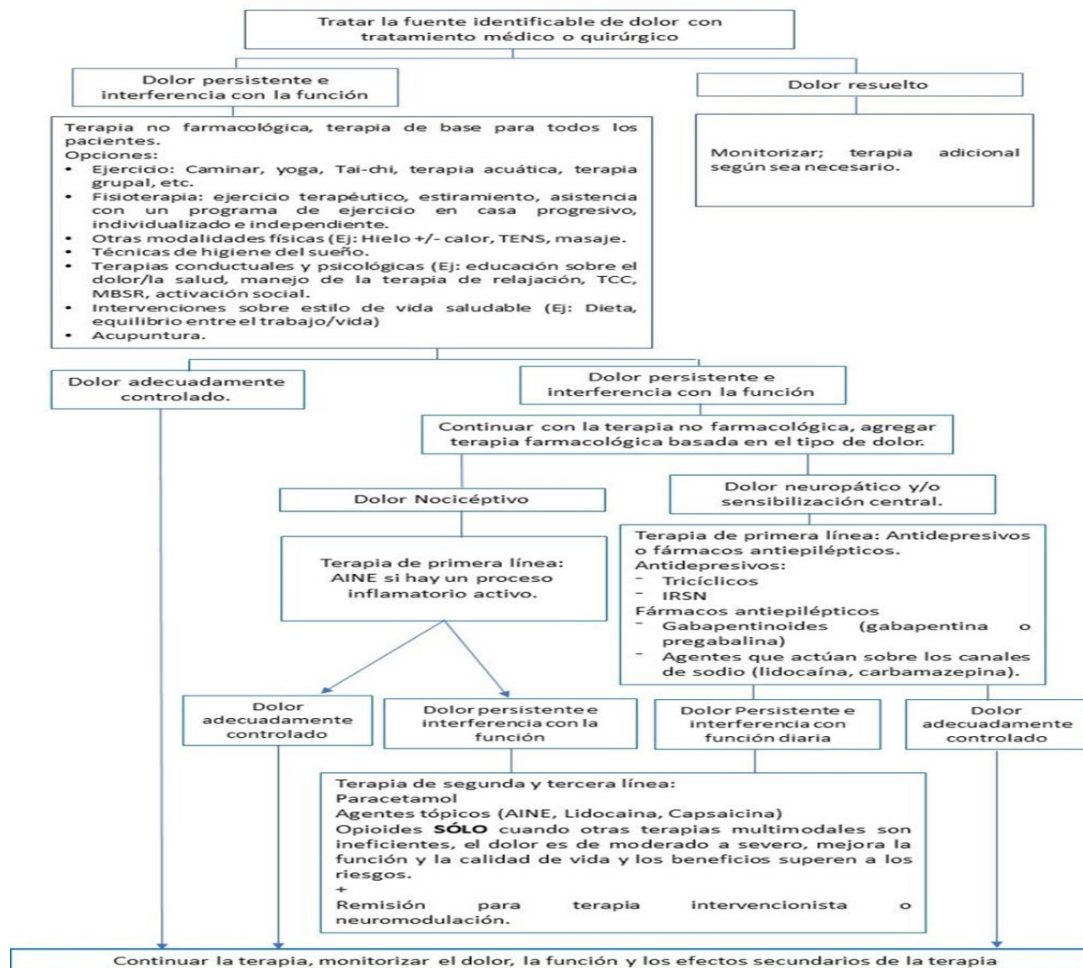 Tratar la fuente identificable de dolor con
tratamiento médico o quirúrgico
Dolor persistente e
interferencia con la función
Dolor resuelto
Terapia no farmacológica, terapia de base para todos los
pacientes.
Opciones:
• Ejercicio: Caminar, yoga, Tai-chi, terapia acuática, terapia
grupal, etc.
• Fisioterapia: ejercicio terapéutico, estiramiento, asistencia
con un programa de ejercicio en casa progresivo,
individualizado e independiente.
• Otras modalidades físicas (Ej: Hielo +/- calor, TENS, masaje.
• Técnicas de higiene del sueño.
• Terapias conductuales y psicológicas (Ej: educación sobre el
dolor/la salud, manejo de la terapia de relajación, TCC,
MBSR, activación social.
• Intervenciones sobre estilo de vida saludable (Ej: Dieta,
equilibrio entre el trabajo/vida)
• Acupuntura.
Monitorizar; terapia adicional
según sea necesario.
Dolor adecuadamente
controlado.
Dolor persistente e
interferencia con la función
Continuar con la terapia no farmacológica, agregar
terapia farmacológica basada en el tipo de dolor.
Dolor Nocicéptivo
Dolor neuropático y/o
sensibilización central.
Terapia de primera línea:
AINE si hay un proceso
inflamatorio activo.
Terapia de primera línea: Antidepresivos
o fármacos antiepilépticos.
Antidepresivos:
- Tricíclicos
- IRSN
Fármacos antiepilépticos
- Gabapentinoides (gabapentina o
pregabalina)
- Agentes que actúan sobre los canales
de sodio (lidocaína, carbamazepina).
Dolor
adecuadamente
controlado
Dolor persistente e
interferencia con la
función
Dolor Persistente e
interferencia con
función diaria
Dolor
adecuadamente
controlado
Terapia de segunda y tercera línea:
Paracetamol
Agentes tópicos (AINE, Lidocaina, Capsaicina)
Opioides SÓLO cuando otras terapias multimodales son
ineficientes, el dolor es de moderado a severo, mejora la
función y la calidad de vida y los beneficios superen a los
riesgos.
+
Remisión para terapia intervencionista o
neuromodulación.
Continuar la terapia, monitorizar el dolor, la función y los efectos secundarios de la terapia